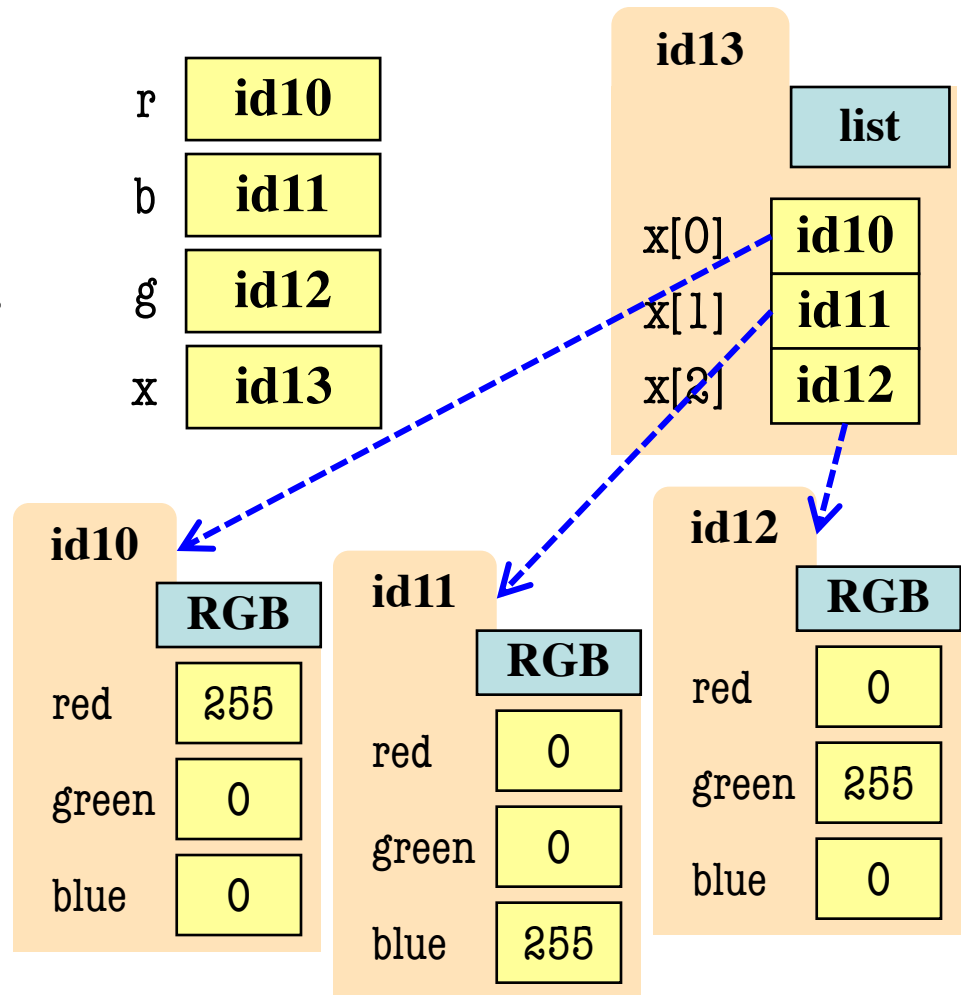 r id10
b id11
g id12
x id13
id13
list
x[0] id10
x[1] id11
x[2] id12
id10
RGB
red 255
green 0
blue 0
id11
RGB
red 0
green 0
blue 255
id12
RGB
red 0
green 255
blue 0